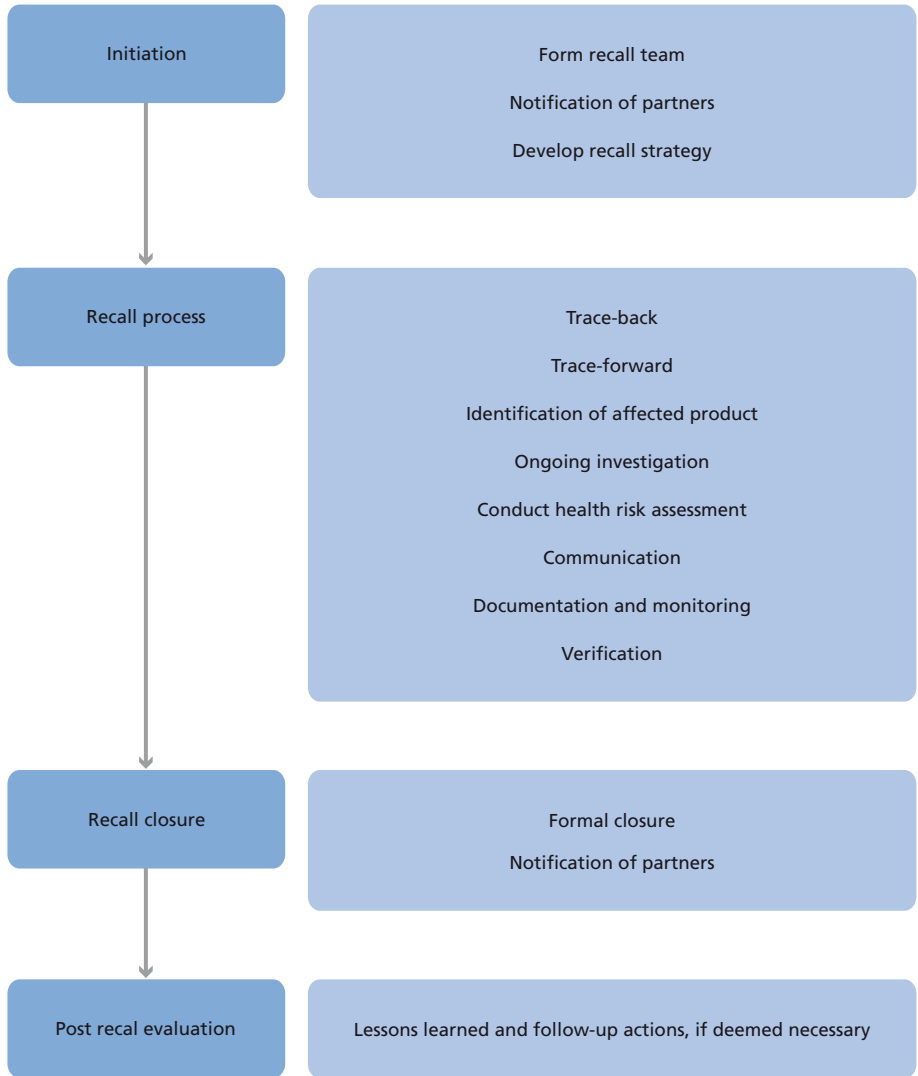 Initiation
Form recall team
Notification of partners
Develop recall strategy
Recall process
Trace-back
Trace-forward
Identification of affected product
Ongoing investigation
Conduct health risk assessment
Communication
Documentation and monitoring
Verification
Recall closure
Formal closure
Notification of partners
Post recal evaluation
Lessons learned and follow-up actions, if deemed necessary